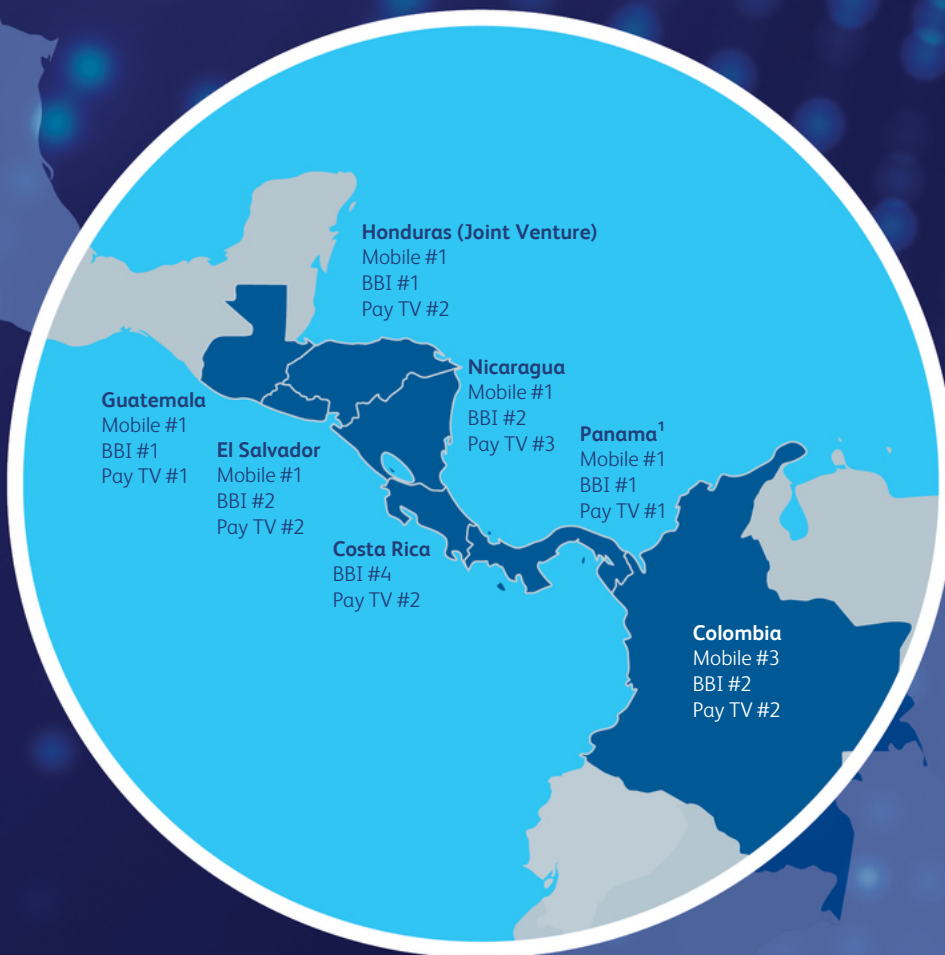 Honduras (Joint Venture)
Mobile #1
BBI #1
Pay TV #2
Nicaragua
Mobile #1
BBI #2
Pay TV #3
Guatemala
Mobile #1
BBI #1
Pay TV #1
El Salvador
Mobile #1
BBI #2
Pay TV #2
Panama¹
Mobile #1
BBI #1
Pay TV #1
Costa Rica
BBI #4
Pay TV #2
Colombia
Mobile #3
BBI #2
Pay TV #2